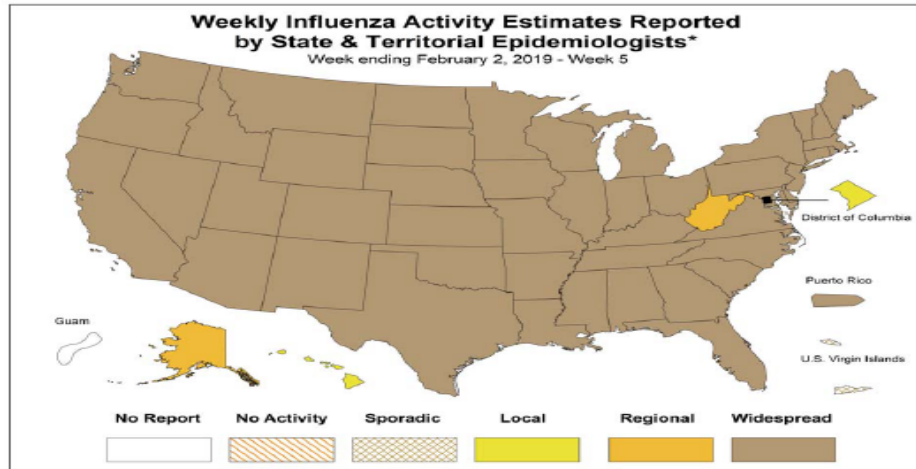 Weekly Influenza Activity Estimates Reported
by State & Territorial Epidemiologists*
Week ending February 2, 2019 - Week 5
District of Columbia
Puerto Rico
Guam
U.S. Virgin Islands
No Report No Activity Sporadic Local Regional Widespread